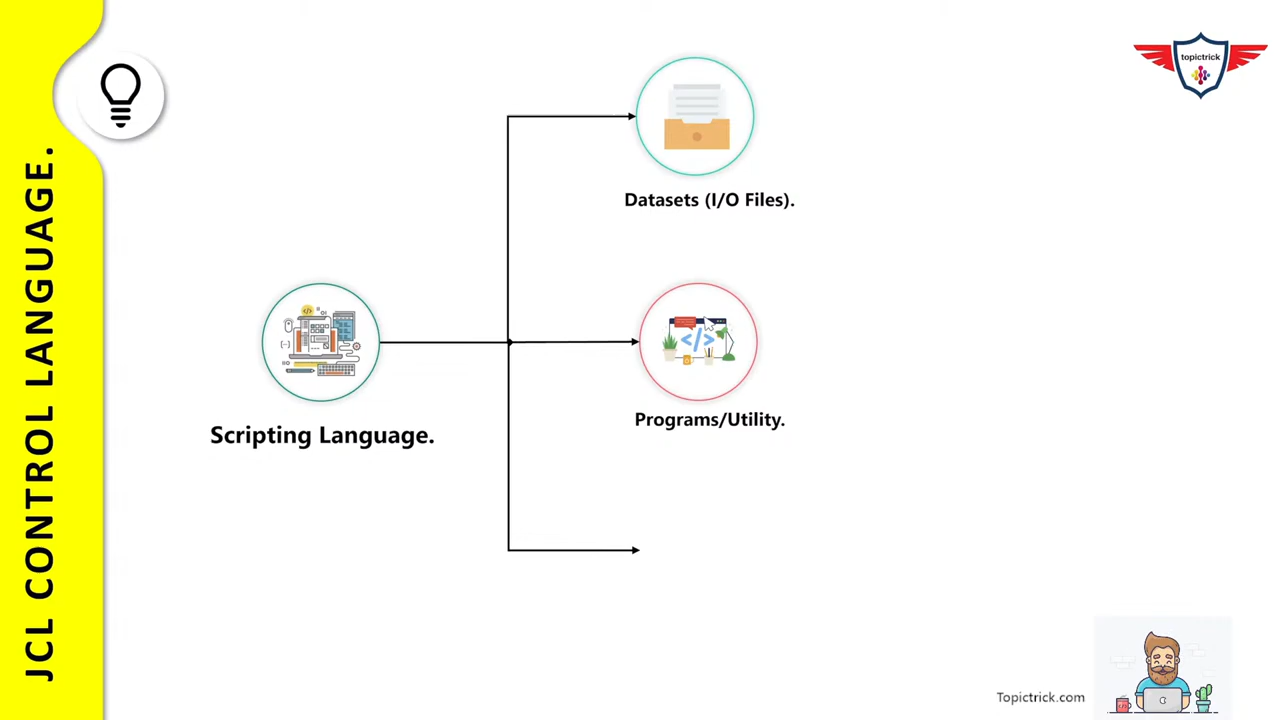 JCL CONTROL LANGUAGE.
topictrick
Datasets (I/O Files).
Scripting Language.
Programs/Utility.
Topictrick.com